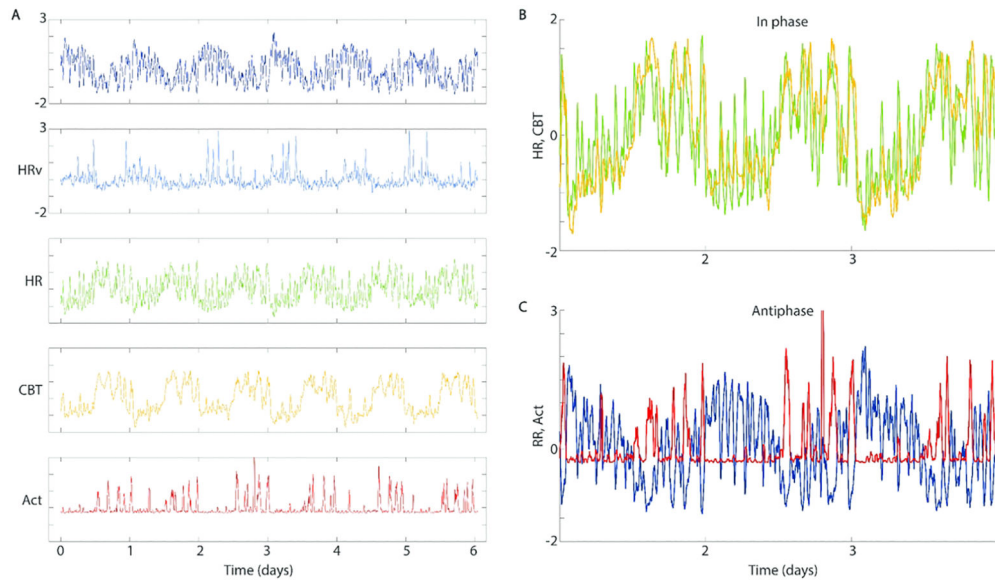 A
3
-2
3
HRv
-2
HR
CBT
Act
0
1
2
3
4
5
6
Time (days)
B
In phase
2
HR, CBT
0
-2
2
3
C
Antiphase
3
RR, Act
0
-2
2
3
Time (days)